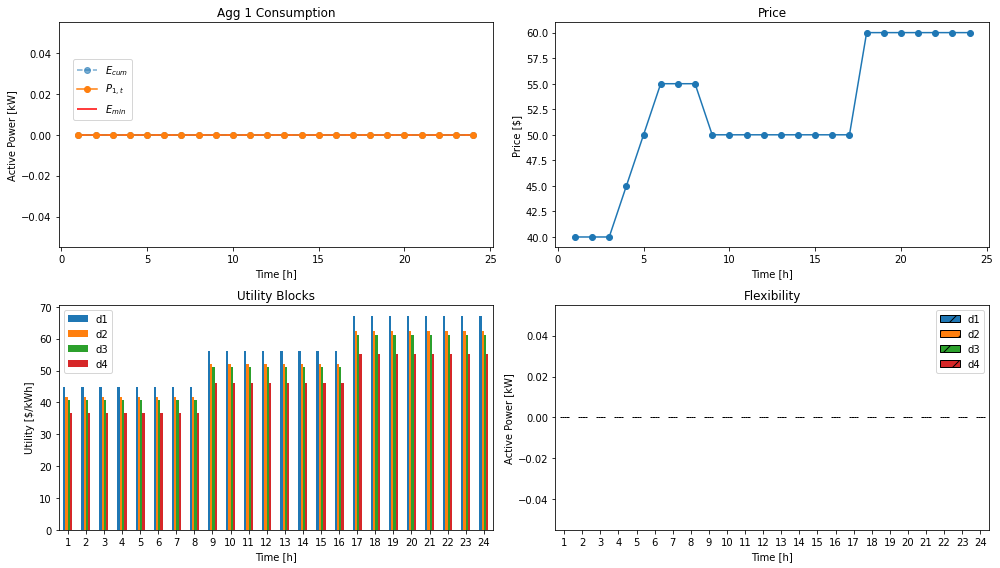 Agg 1 Consumption
Active Power [kW]
0.04
0.02
0.00
−0.02
−0.04
E_cum
P_1,t
E_min
0 5 10 15 20 25
Time [h]
Price
Price [$]
60.0
57.5
55.0
52.5
50.0
47.5
45.0
42.5
40.0
0 5 10 15 20 25
Time [h]
Utility Blocks
Utility [$/kWh]
70
60
50
40
30
20
10
0
d1
d2
d3
d4
1 2 3 4 5 6 7 8 9 10 11 12 13 14 15 16 17 18 19 20 21 22 23 24
Time [h]
Flexibility
Active Power [kW]
0.04
0.02
0.00
−0.02
−0.04
d1
d2
d3
d4
1 2 3 4 5 6 7 8 9 10 11 12 13 14 15 16 17 18 19 20 21 22 23 24
Time [h]